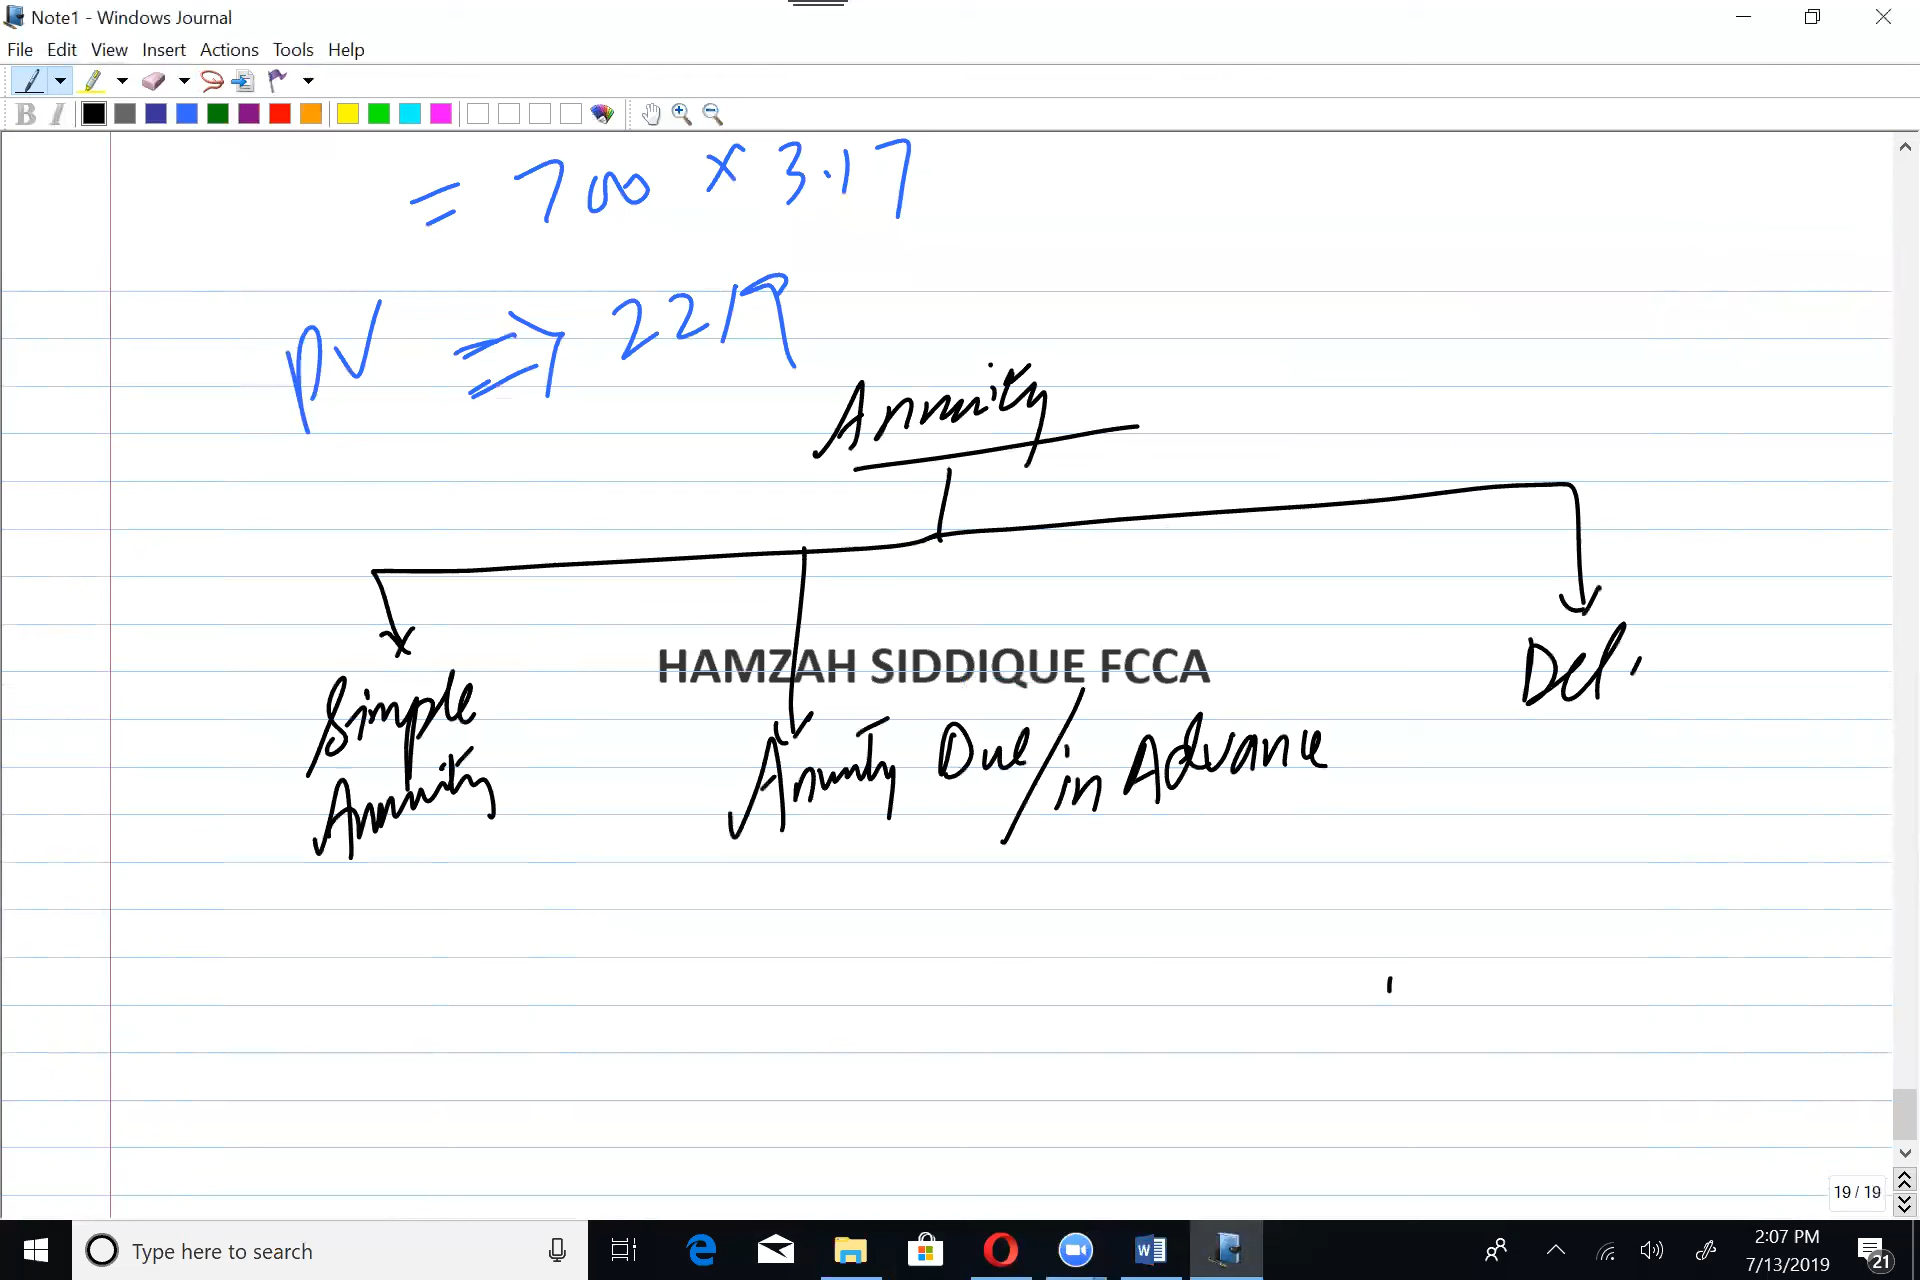 Note1 - Windows Journal
File Edit View Insert Actions Tools Help
B I
= 700 × 3.17
PV ⇒ 2219
Annuity
HAMZAH SIDDIQUE FCCA
Simple
Annuity
Annuity Due / in Advance
Def.
19 / 19
Type here to search
2:07 PM
7/13/2019
21